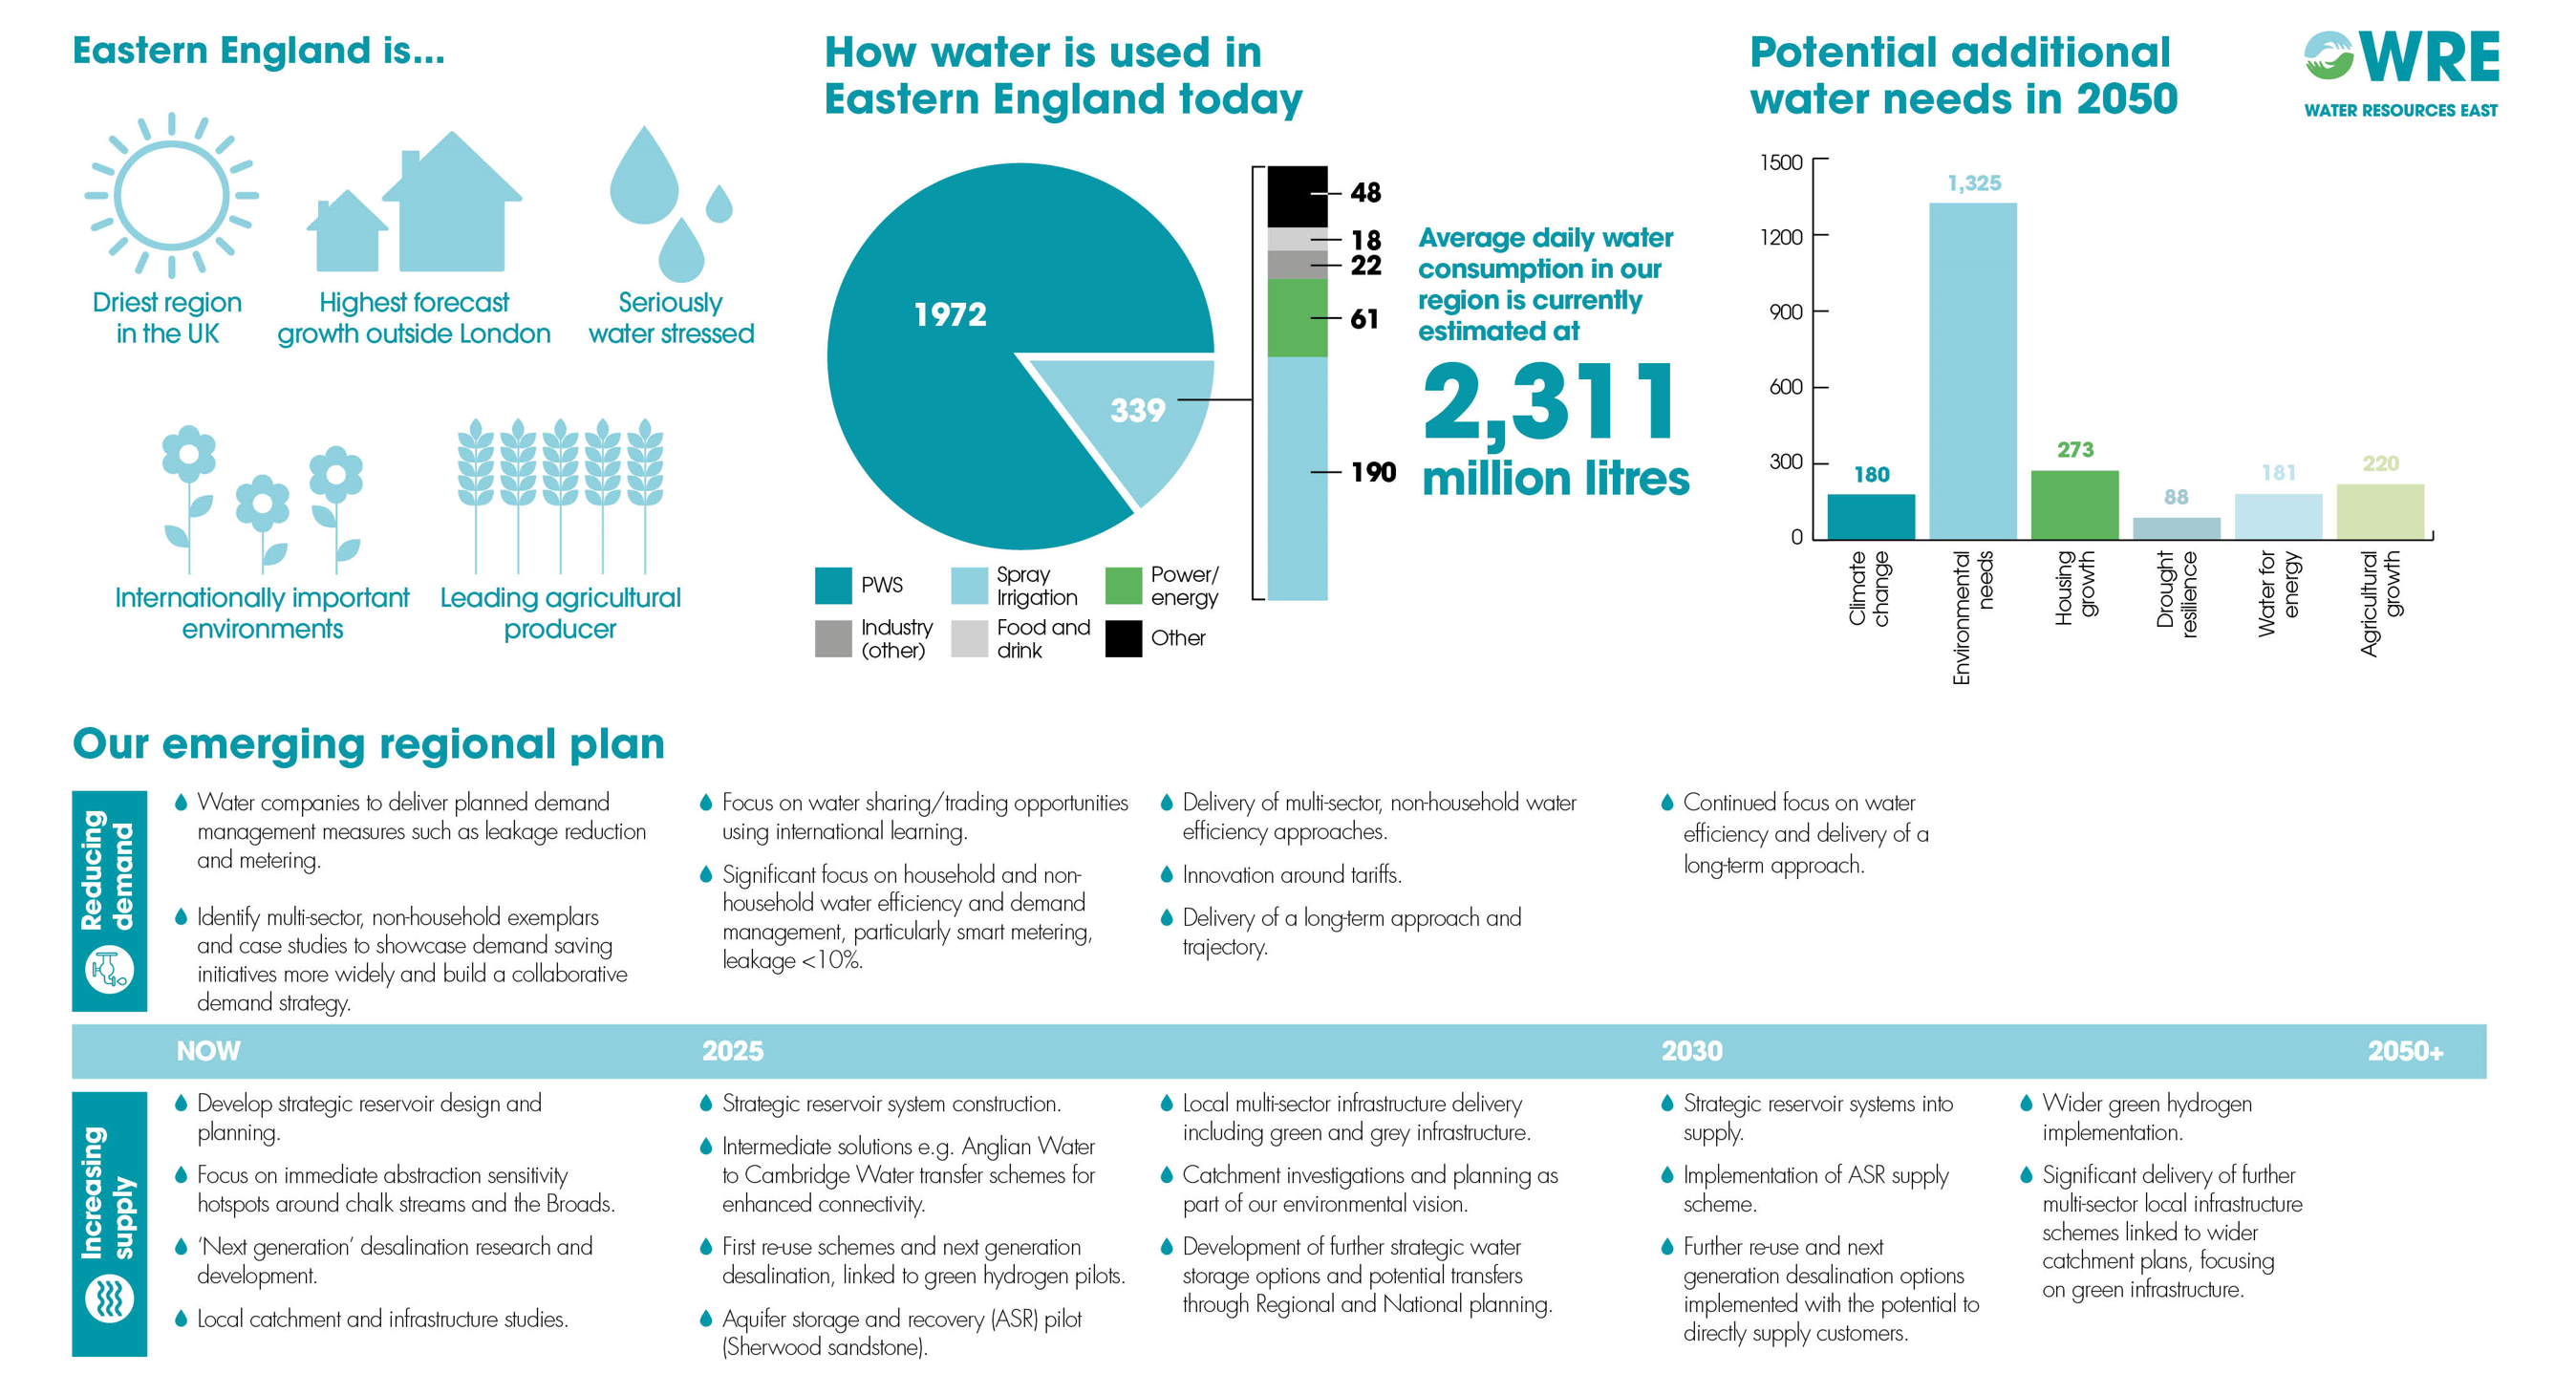 Eastern England is...
Driest region
in the UK
Highest forecast
growth outside London
Seriously
water stressed
Internationally important
environments
Leading agricultural
producer
How water is used in
Eastern England today
1972
339
48
18
22
61
190
PWS
Spray
Irrigation
Power/
energy
Industry
(other)
Food and
drink
Other
Average daily water
consumption in our
region is currently
estimated at
2,311
million litres
Potential additional
water needs in 2050
WRE
WATER RESOURCES EAST
1500
1200
900
600
300
0
180
1,325
273
88
181
220
Climate
change
Environmental
needs
Housing
growth
Drought
resilience
Water for
energy
Agricultural
growth
Our emerging regional plan
Reducing
demand
Water companies to deliver planned demand
management measures such as leakage reduction
and metering.
Identify multi-sector, non-household exemplars
and case studies to showcase demand saving
initiatives more widely and build a collaborative
demand strategy.
Focus on water sharing/trading opportunities
using international learning.
Significant focus on household and non-
household water efficiency and demand
management, particularly smart metering,
leakage <10%.
Delivery of multi-sector, non-household water
efficiency approaches.
Innovation around tariffs.
Delivery of a long-term approach and
trajectory.
Continued focus on water
efficiency and delivery of a
long-term approach.
NOW
2025
2030
2050+
Increasing
supply
Develop strategic reservoir design and
planning.
Focus on immediate abstraction sensitivity
hotspots around chalk streams and the Broads.
‘Next generation’ desalination research and
development.
Local catchment and infrastructure studies.
Strategic reservoir system construction.
Intermediate solutions e.g. Anglian Water
to Cambridge Water transfer schemes for
enhanced connectivity.
First re-use schemes and next generation
desalination, linked to green hydrogen pilots.
Aquifer storage and recovery (ASR) pilot
(Sherwood sandstone).
Local multi-sector infrastructure delivery
including green and grey infrastructure.
Catchment investigations and planning as
part of our environmental vision.
Development of further strategic water
storage options and potential transfers
through Regional and National planning.
Strategic reservoir systems into
supply.
Implementation of ASR supply
scheme.
Further re-use and next
generation desalination options
implemented with the potential to
directly supply customers.
Wider green hydrogen
implementation.
Significant delivery of further
multi-sector local infrastructure
schemes linked to wider
catchment plans, focusing
on green infrastructure.